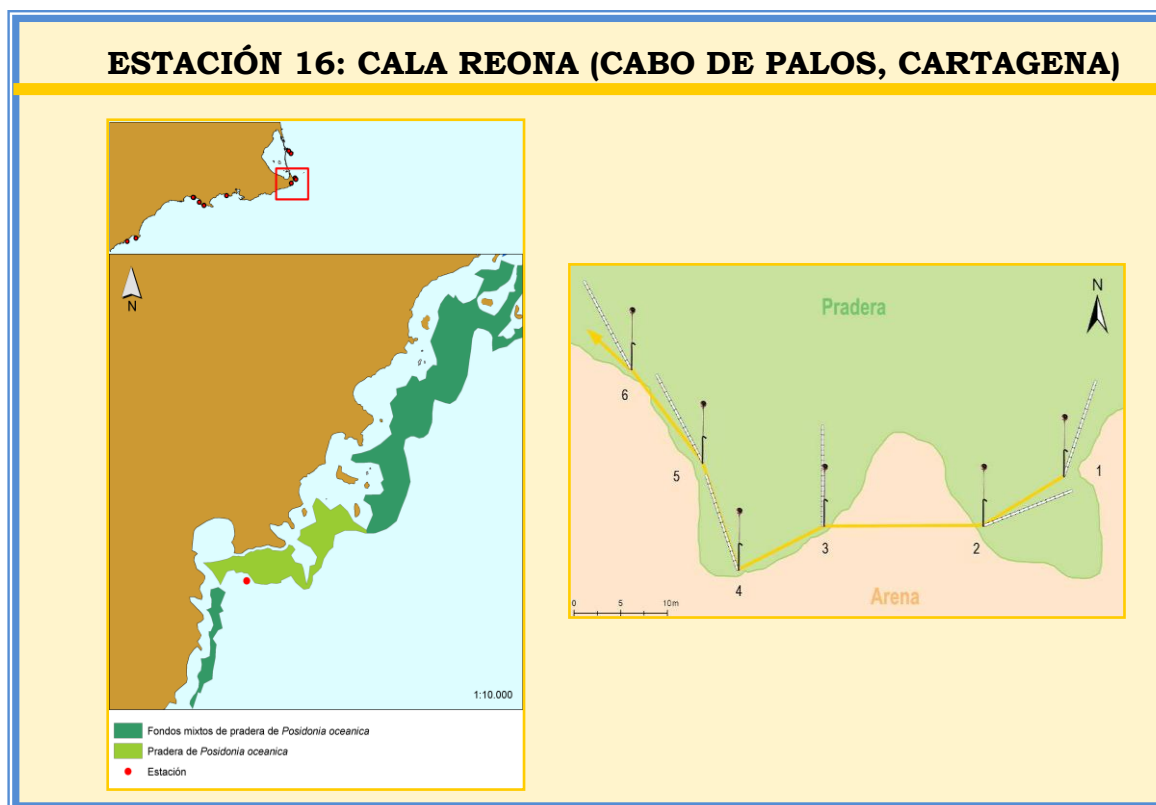 ESTACIÓN 16: CALA REONA (CABO DE PALOS, CARTAGENA)
N
1:10.000
Fondos mixtos de pradera de Posidonia oceanica
Pradera de Posidonia oceanica
Estación
Pradera
N
6
5
4
3
2
1
Arena
0 5 10m